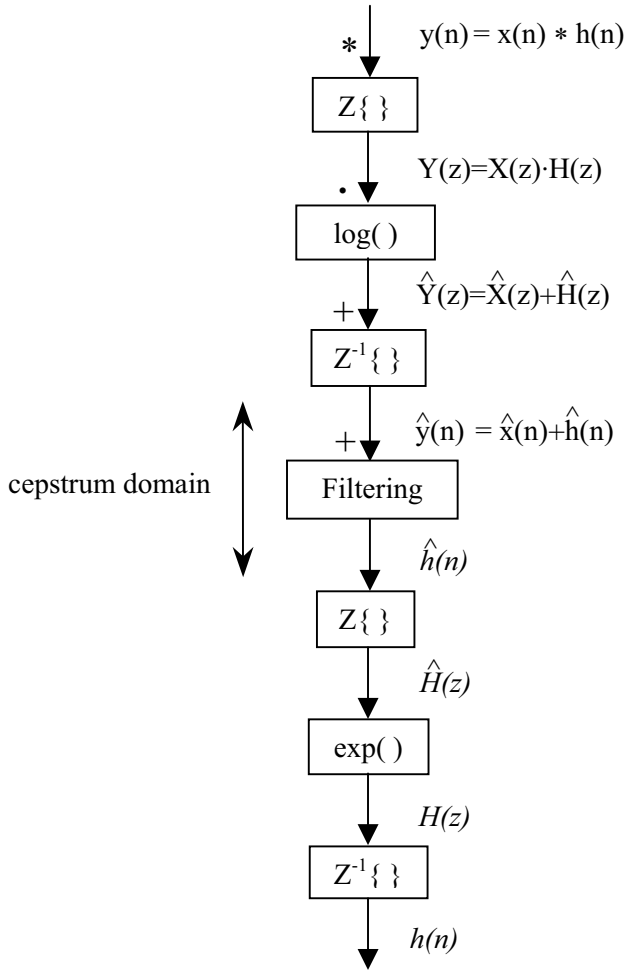 y(n) = x(n) * h(n)
*
Z{ }
Y(z)=X(z)·H(z)
·
log( )
Ŷ(z)=X̂(z)+Ĥ(z)
+
Z⁻¹{ }
ŷ(n) = x̂(n)+ĥ(n)
+
cepstrum domain
Filtering
ĥ(n)
Z{ }
Ĥ(z)
exp( )
H(z)
Z⁻¹{ }
h(n)